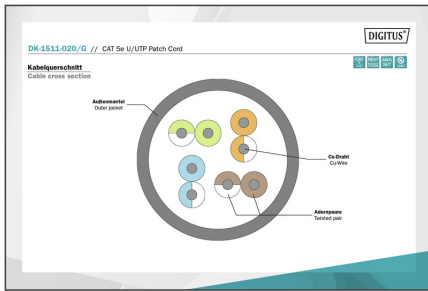 DIGITUS®
DK-1511-020/G // CAT 5e U/UTP Patch Cord
Kabelquerschnitt
Cable cross section
Außenmantel
Outer jacket
Cu-Draht
Cu-Wire
Adernpaare
Twisted pair